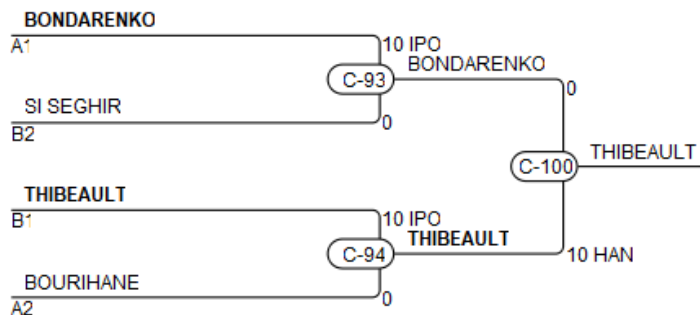 BONDARENKO
A1
10 IPO
C-93
BONDARENKO
0
SI SEGHIR
B2
0
C-100
THIBEAULT
THIBEAULT
B1
10 IPO
C-94
THIBEAULT
10 HAN
BOURIHANE
A2
0